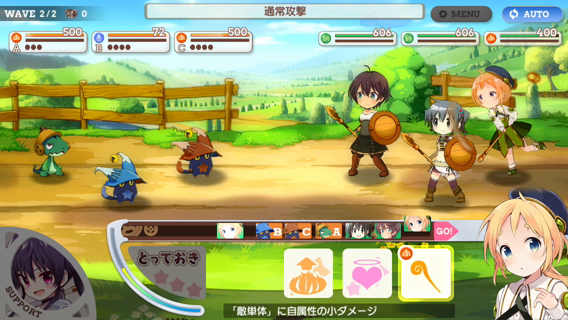 WAVE 2/2 0
通常攻撃
MENU
AUTO
500 72 500
A B C
606 606 400
B C A GO!
とっておき
SUPPORT
「敵単体」に自属性の小ダメージ